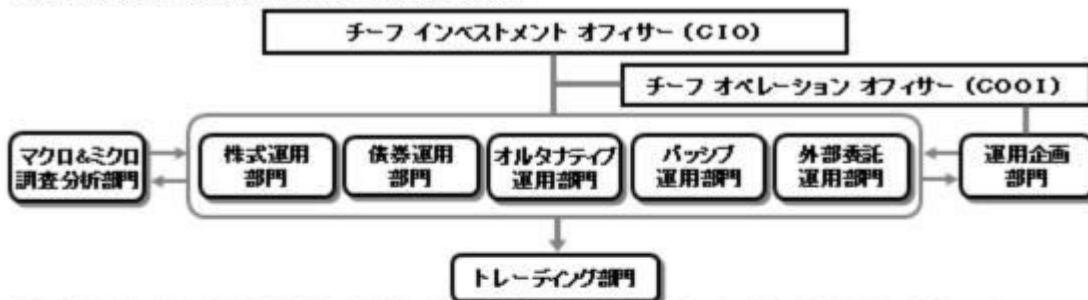 チーフ インベストメント オフィサー (CIO)
チーフ オペレーション オフィサー (COOI)
マクロ&ミクロ
調査分析部門
株式運用
部門
債券運用
部門
オルタナティブ
運用部門
パッシブ
運用部門
外部委託
運用部門
運用企画
部門
トレーディング部門